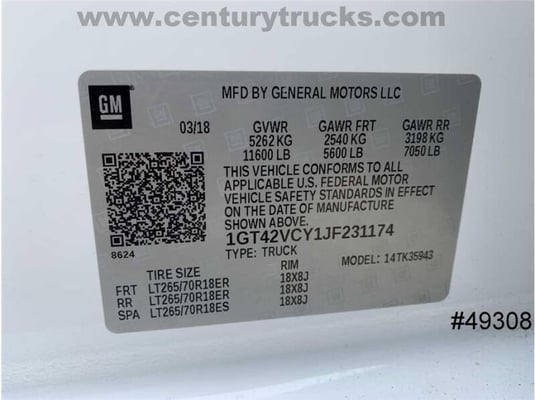 www.centurytrucks.com
GM
MFD BY GENERAL MOTORS LLC
03/18 GVWR GAWR FRT GAWR RR
5262 KG 2540 KG 3198 KG
11600 LB 5600 LB 7050 LB
THIS VEHICLE CONFORMS TO ALL
APPLICABLE U.S. FEDERAL MOTOR
VEHICLE SAFETY STANDARDS IN EFFECT
ON THE DATE OF MANUFACTURE
SHOWN ABOVE.
8624
1GT42VCY1JF231174
TYPE: TRUCK MODEL: 14TK35943
TIRE SIZE RIM
FRT LT265/70R18ER 18X8J
RR LT265/70R18ER 18X8J
SPA LT265/70R18ES 18X8J
#49308